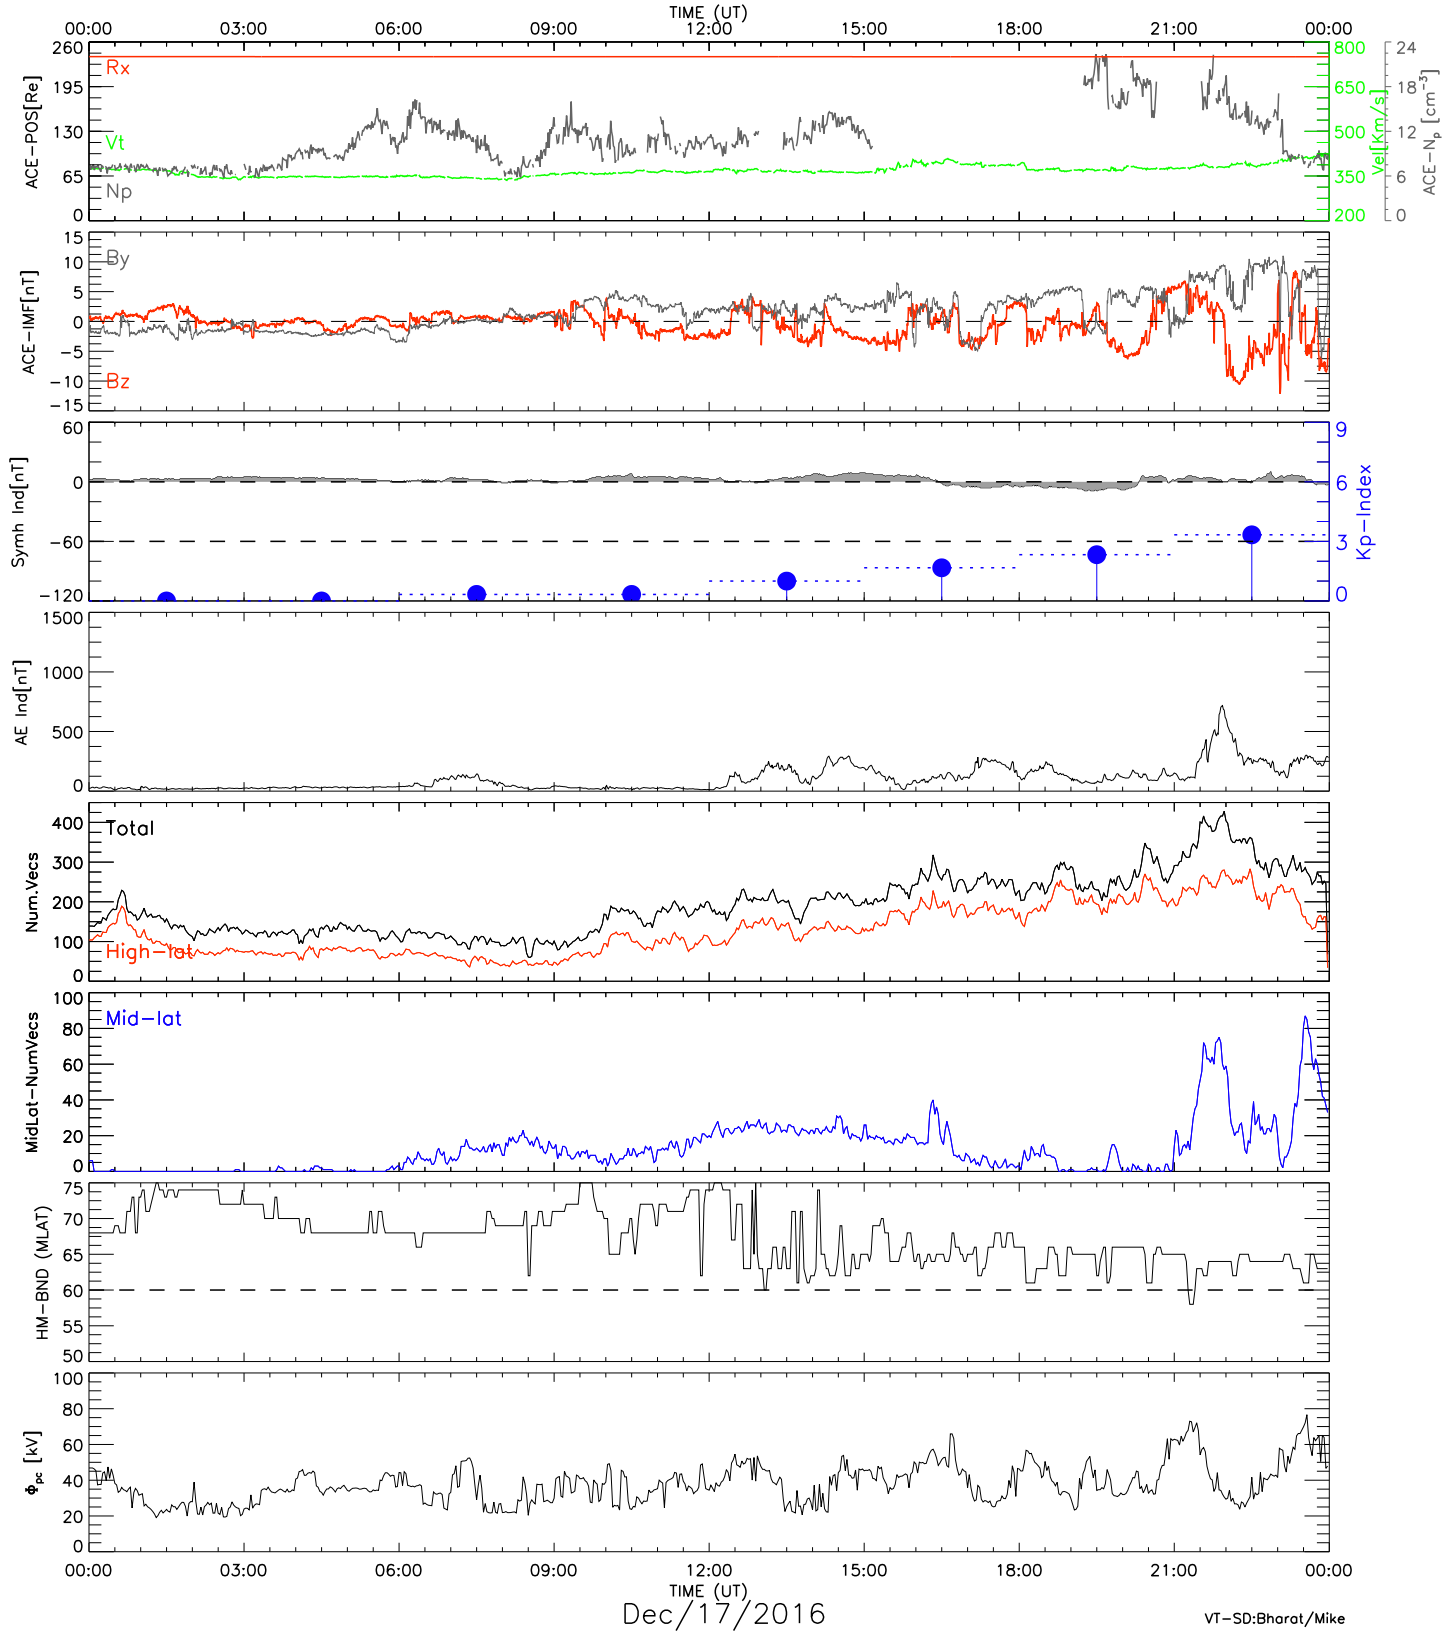 TIME (UT)
00:00 03:00 06:00 09:00 12:00 15:00 18:00 21:00 00:00
ACE-POS[Re]
260
195
130
65
0
Rx
Vt
Np
800
650
500
350
200
Vel[Km/s]
24
18
12
6
0
ACE-Np [cm-3]
ACE-IMF[nT]
15
10
5
0
-5
-10
-15
By
Bz
Symh Ind[nT]
60
0
-60
-120
9
6
3
0
Kp-Index
AE Ind[nT]
1500
1000
500
0
Num.Vecs
400
300
200
100
0
Total
High-lat
MidLat-NumVecs
100
80
60
40
20
0
Mid-lat
HM-BND (MLAT)
75
70
65
60
55
50
Φpc [kV]
100
80
60
40
20
0
00:00 03:00 06:00 09:00 12:00 15:00 18:00 21:00 00:00
TIME (UT)
Dec/17/2016
VT-SD:Bharat/Mike